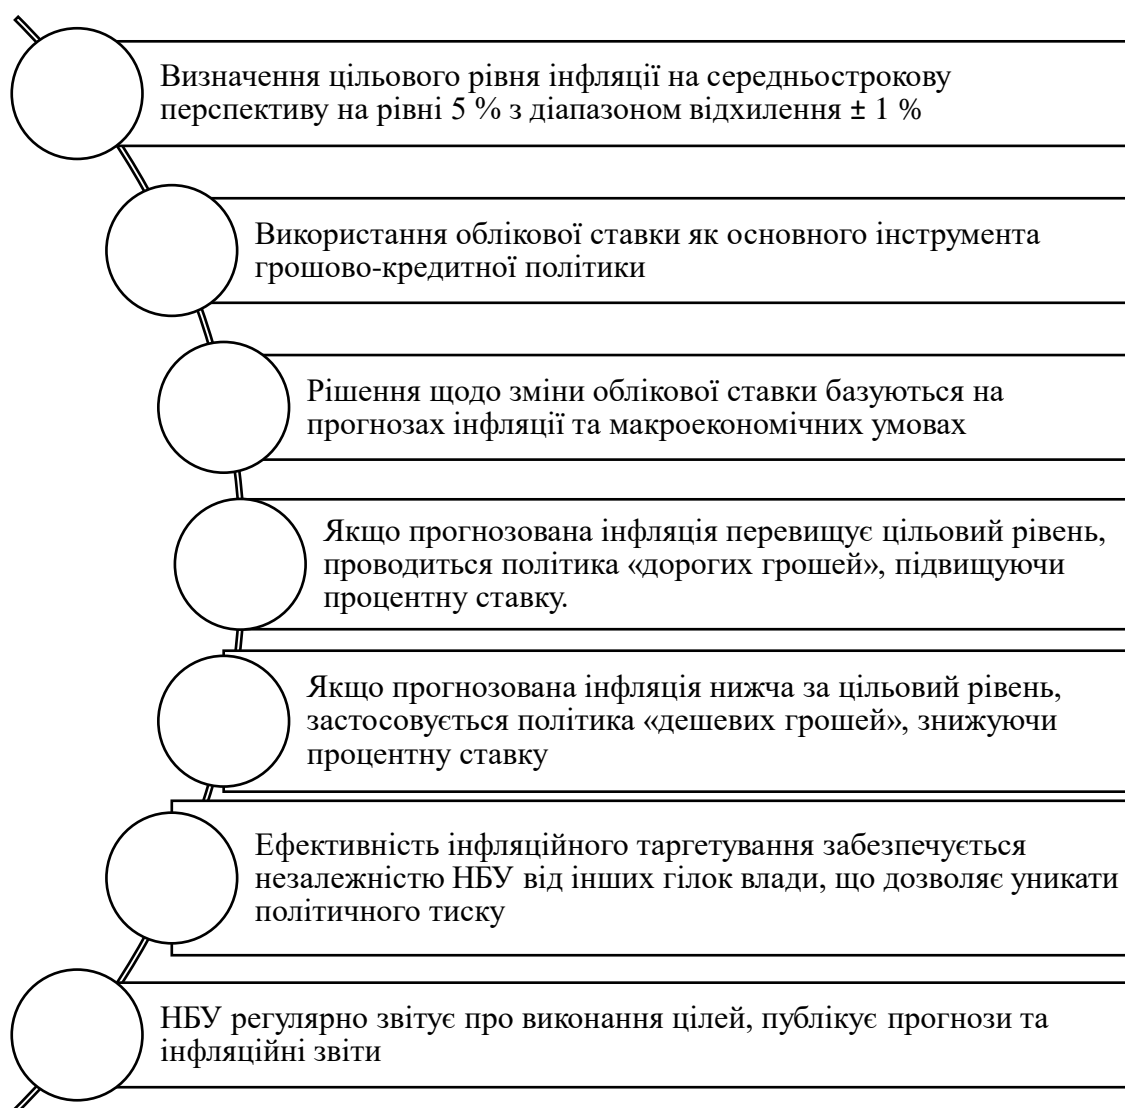 Визначення цільового рівня інфляції на середньострокову
перспективу на рівні 5 % з діапазоном відхилення ± 1 %
Використання облікової ставки як основного інструмента
грошово-кредитної політики
Рішення щодо зміни облікової ставки базуються на
прогнозах інфляції та макроекономічних умовах
Якщо прогнозована інфляція перевищує цільовий рівень,
проводиться політика «дорогих грошей», підвищуючи
процентну ставку.
Якщо прогнозована інфляція нижча за цільовий рівень,
застосовується політика «дешевих грошей», знижуючи
процентну ставку
Ефективність інфляційного таргетування забезпечується
незалежністю НБУ від інших гілок влади, що дозволяє уникати
політичного тиску
НБУ регулярно звітує про виконання цілей, публікує прогнози та
інфляційні звіти